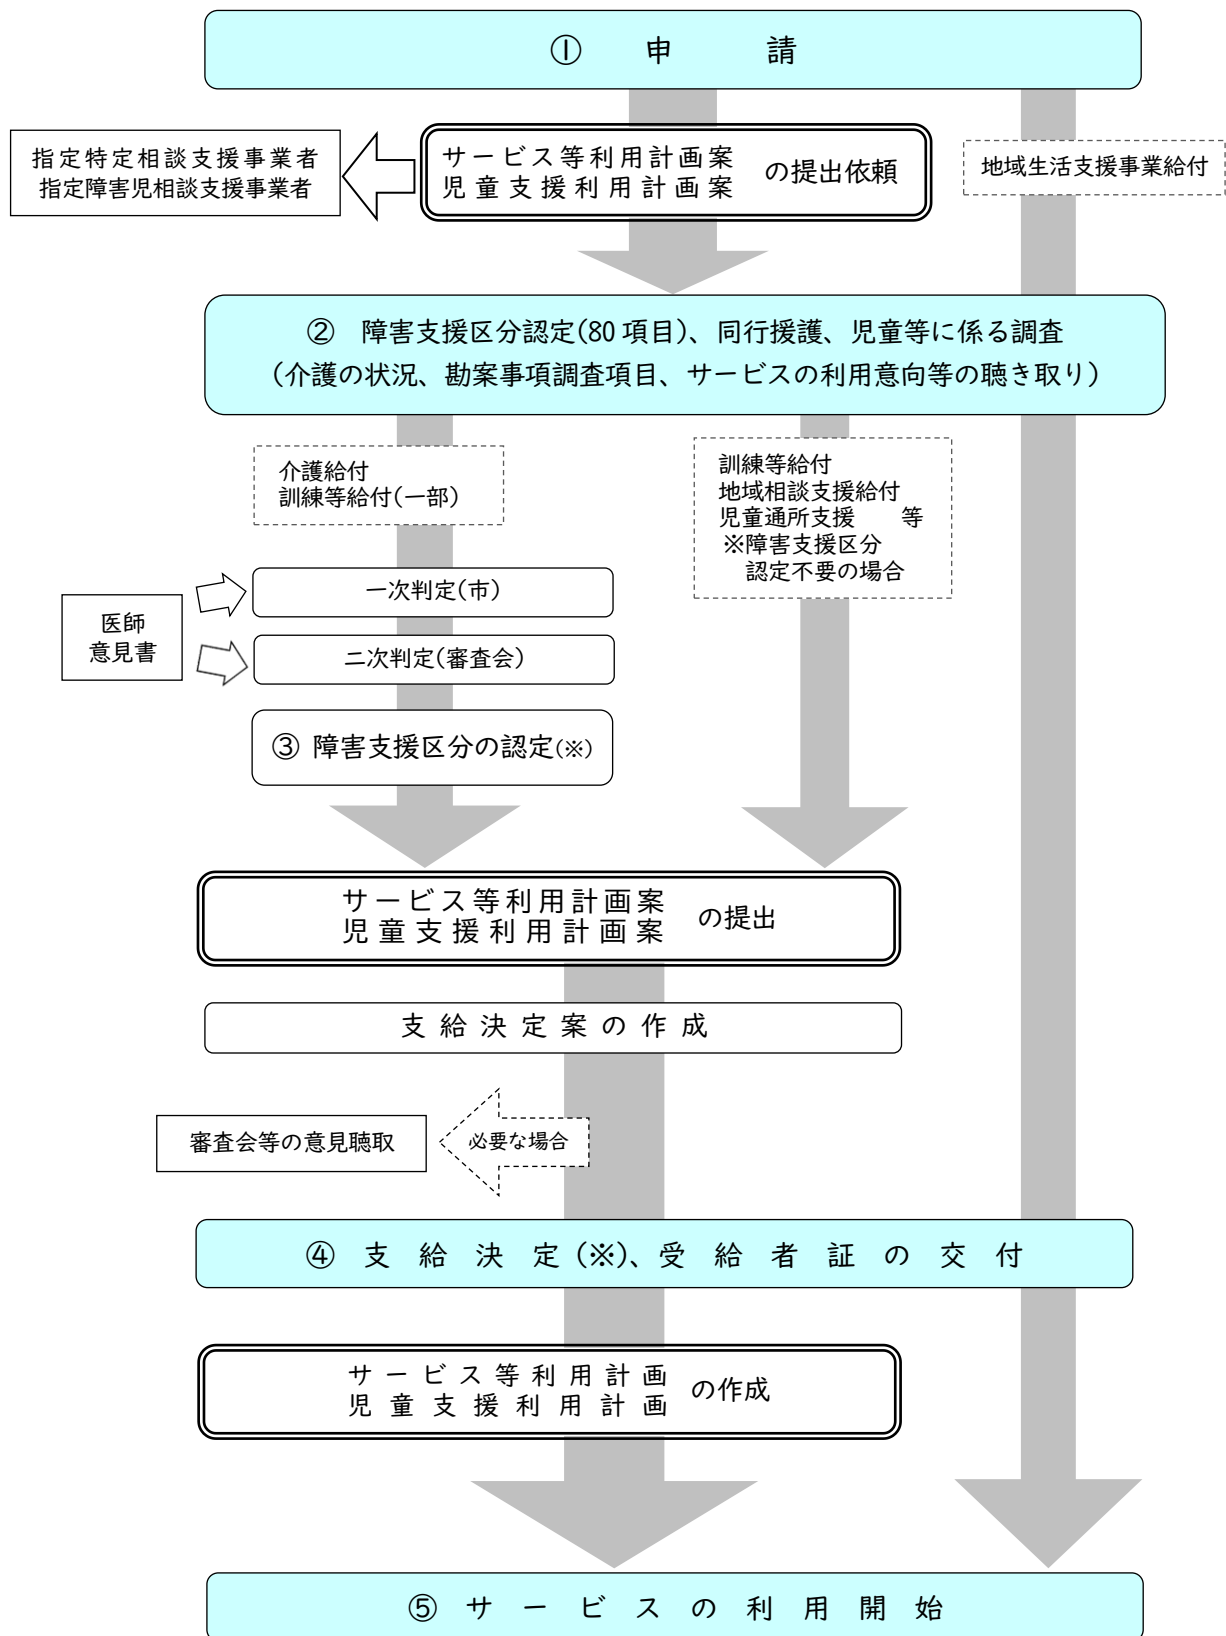 ① 申請
指定特定相談支援事業者
指定障害児相談支援事業者
サービス等利用計画案
児童支援利用計画案
の提出依頼
地域生活支援事業給付
② 障害支援区分認定(80項目)、同行援護、児童等に係る調査
（介護の状況、勘案事項調査項目、サービスの利用意向等の聴き取り）
介護給付
訓練等給付(一部)
訓練等給付
地域相談支援給付
児童通所支援 等
※障害支援区分
認定不要の場合
医師
意見書
一次判定(市)
二次判定(審査会)
③ 障害支援区分の認定(※)
サービス等利用計画案
児童支援利用計画案
の提出
支給決定案の作成
審査会等の意見聴取
必要な場合
④ 支給決定(※)、受給者証の交付
サービス等利用計画
児童支援利用計画
の作成
⑤ サービスの利用開始